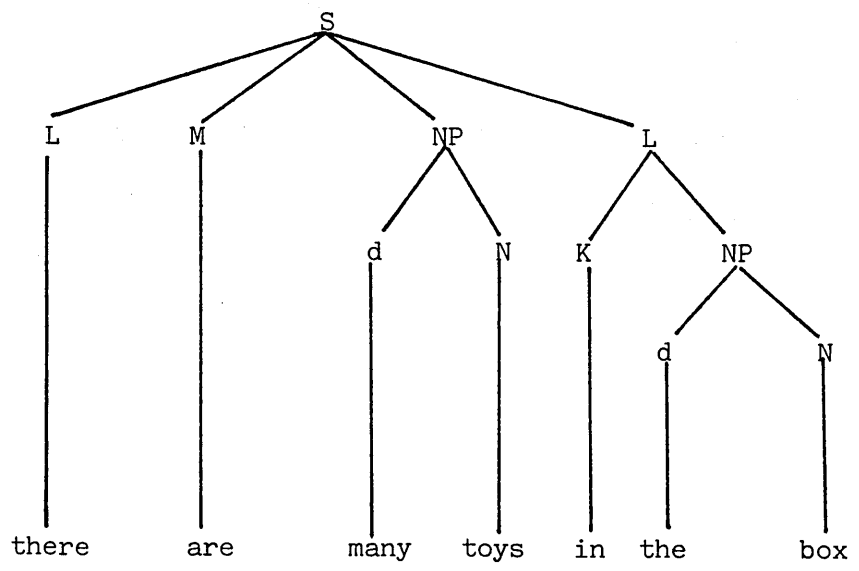 S
L M NP L
d N K NP
d N
there are many toys in the box